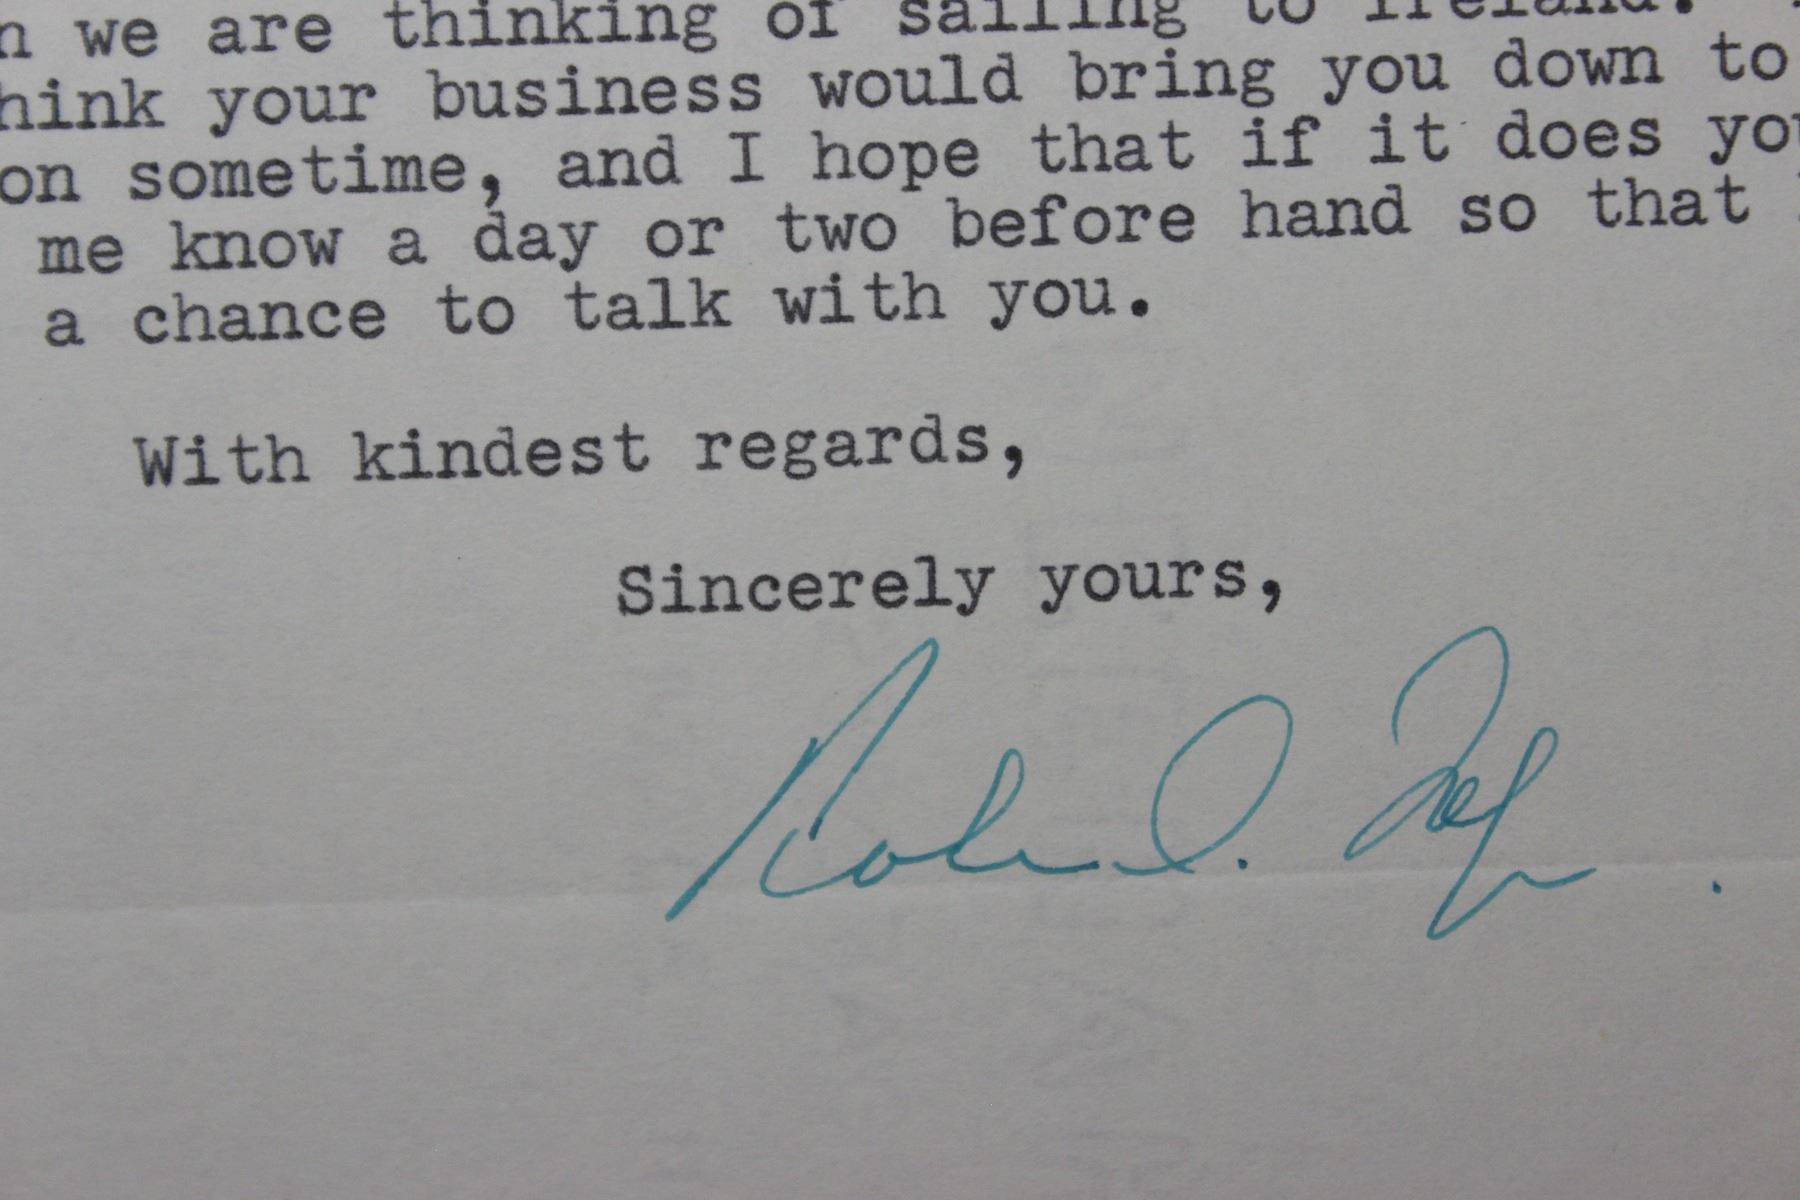 n we are thinking of sailing to Ireland.
hink your business would bring you down to
on sometime, and I hope that if it does you
me know a day or two before hand so that
a chance to talk with you.
With kindest regards,
Sincerely yours,